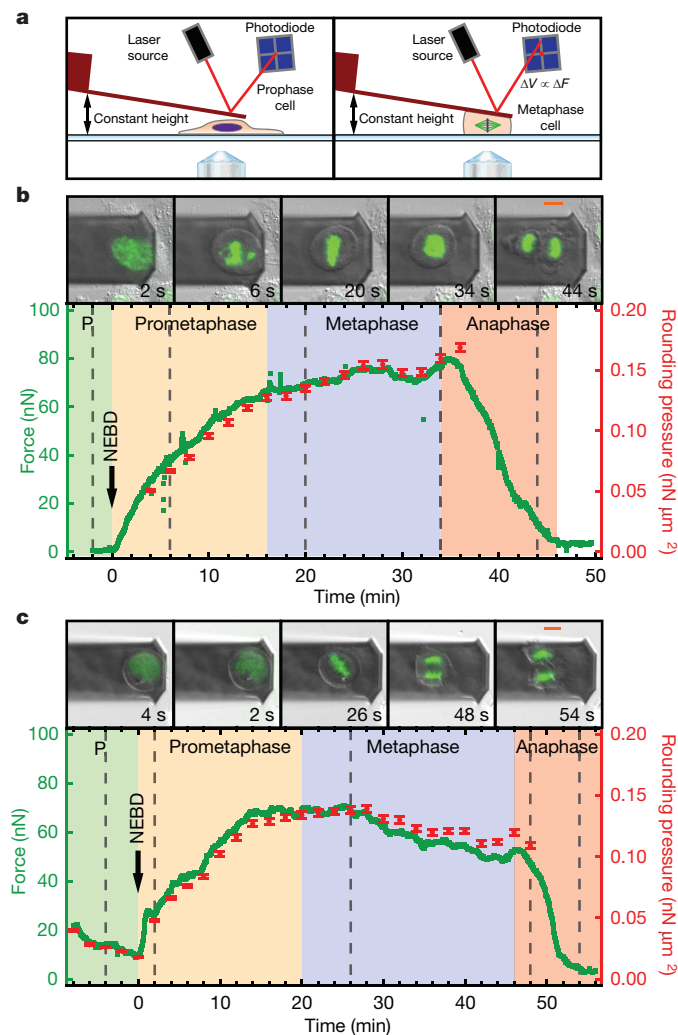 a
Laser source
Photodiode
Prophase cell
Constant height
Laser source
Photodiode
ΔV ∝ ΔF
Metaphase cell
Constant height
b
2 s
6 s
20 s
34 s
44 s
P
Prometaphase
Metaphase
Anaphase
NEBD
Force (nN)
100
80
60
40
20
0
Rounding pressure (nN μm²)
0.20
0.15
0.10
0.05
0.00
0
10
20
30
40
50
Time (min)
c
4 s
2 s
26 s
48 s
54 s
P
Prometaphase
Metaphase
Anaphase
NEBD
Force (nN)
100
80
60
40
20
0
Rounding pressure (nN μm²)
0.20
0.15
0.10
0.05
0.00
0
10
20
30
40
50
Time (min)